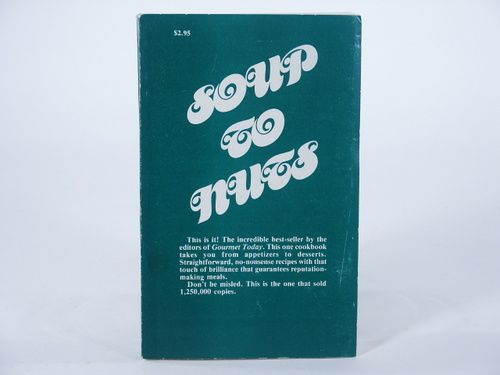 $2.95
SOUP
TO
NUTS
This is it! The incredible best-seller by the
editors of Gourmet Today. This one cookbook
takes you from appetizers to desserts.
Straightforward, no-nonsense recipes with that
touch of brilliance that guarantees reputation-
making meals.
Don't be misled. This is the one that sold
1,250,000 copies.